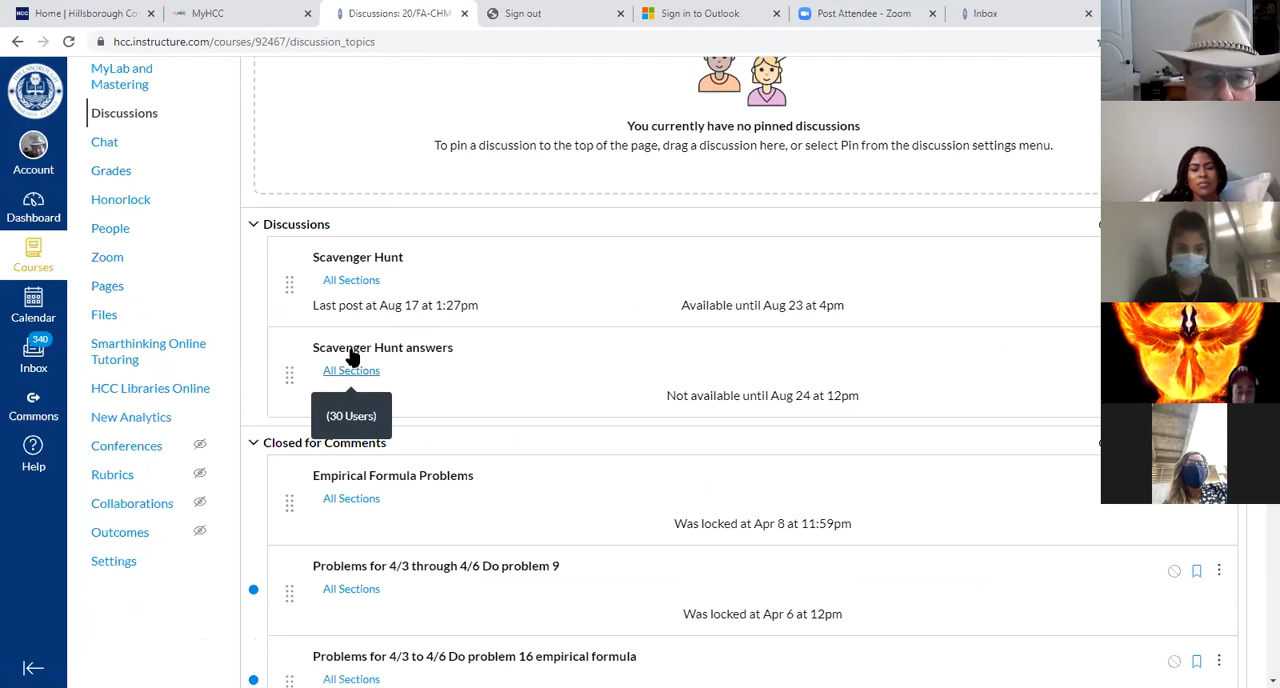 Home | Hillsborough Co
MyHCC
Discussions: 20/FA-CHM
Sign out
Sign in to Outlook
Post Attendee - Zoom
Inbox
hcc.instructure.com/courses/92467/discussion_topics
Account
Dashboard
Courses
Calendar
340
Inbox
Commons
Help
MyLab and
Mastering
Discussions
Chat
Grades
Honorlock
People
Zoom
Pages
Files
Smarthinking Online
Tutoring
HCC Libraries Online
New Analytics
Conferences
Rubrics
Collaborations
Outcomes
Settings
You currently have no pinned discussions
To pin a discussion to the top of the page, drag a discussion here, or select Pin from the discussion settings menu.
Discussions
Scavenger Hunt
All Sections
Last post at Aug 17 at 1:27pm
Available until Aug 23 at 4pm
Scavenger Hunt answers
All Sections
Not available until Aug 24 at 12pm
(30 Users)
Closed for Comments
Empirical Formula Problems
All Sections
Was locked at Apr 8 at 11:59pm
Problems for 4/3 through 4/6 Do problem 9
All Sections
Was locked at Apr 6 at 12pm
Problems for 4/3 to 4/6 Do problem 16 empirical formula
All Sections